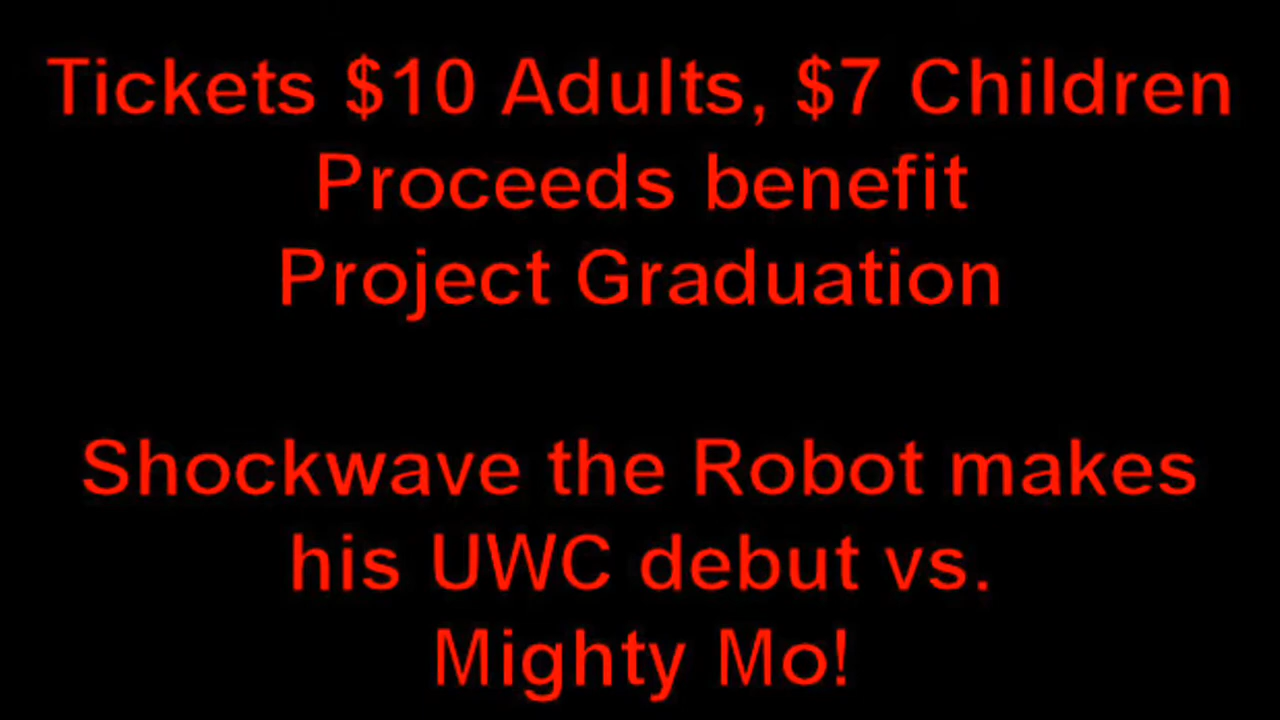 Tickets $10 Adults, $7 Children
Proceeds benefit
Project Graduation
Shockwave the Robot makes
his UWC debut vs.
Mighty Mo!